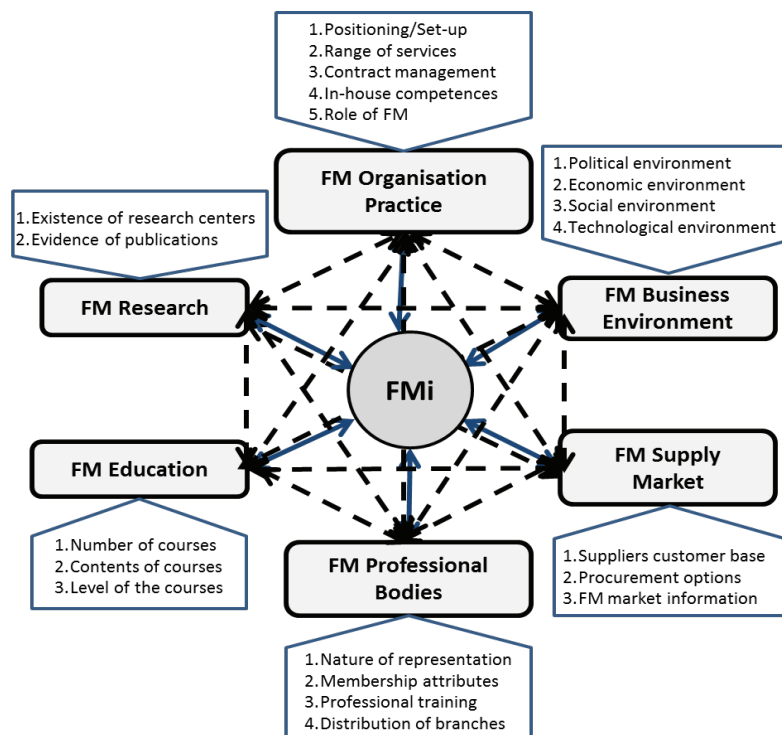 1.Positioning/Set-up
2.Range of services
3.Contract management
4.In-house competences
5.Role of FM
FM Organisation
Practice
1.Political environment
2.Economic environment
3.Social environment
4.Technological environment
1.Existence of research centers
2.Evidence of publications
FM Research
FM Business
Environment
FMi
FM Education
FM Supply
Market
1.Number of courses
2.Contents of courses
3.Level of the courses
FM Professional
Bodies
1.Suppliers customer base
2.Procurement options
3.FM market information
1.Nature of representation
2.Membership attributes
3.Professional training
4.Distribution of branches